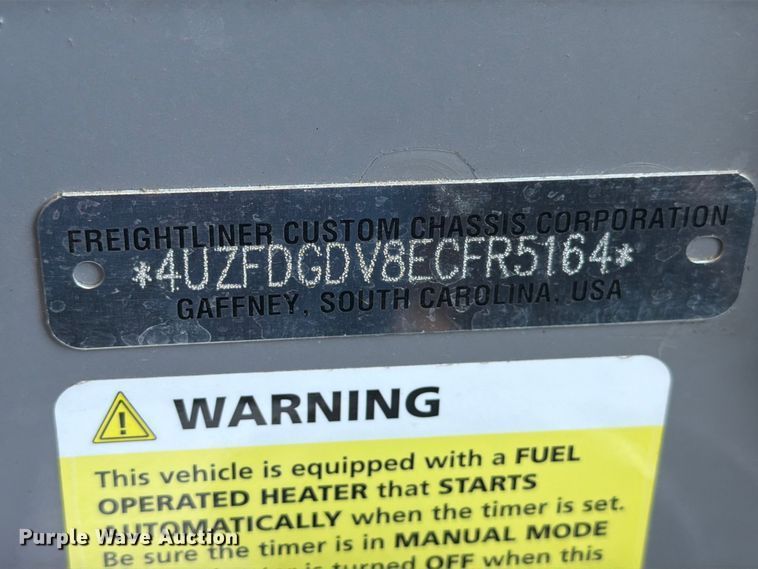 FREIGHTLINER CUSTOM CHASSIS CORPORATION
*4UZFDGDV8ECFR5164*
GAFFNEY, SOUTH CAROLINA, USA
WARNING
This vehicle is equipped with a FUEL
OPERATED HEATER that STARTS
AUTOMATICALLY when the timer is set.
Be sure the timer is in MANUAL MODE
is turned OFF when this
Purple Wave Auction